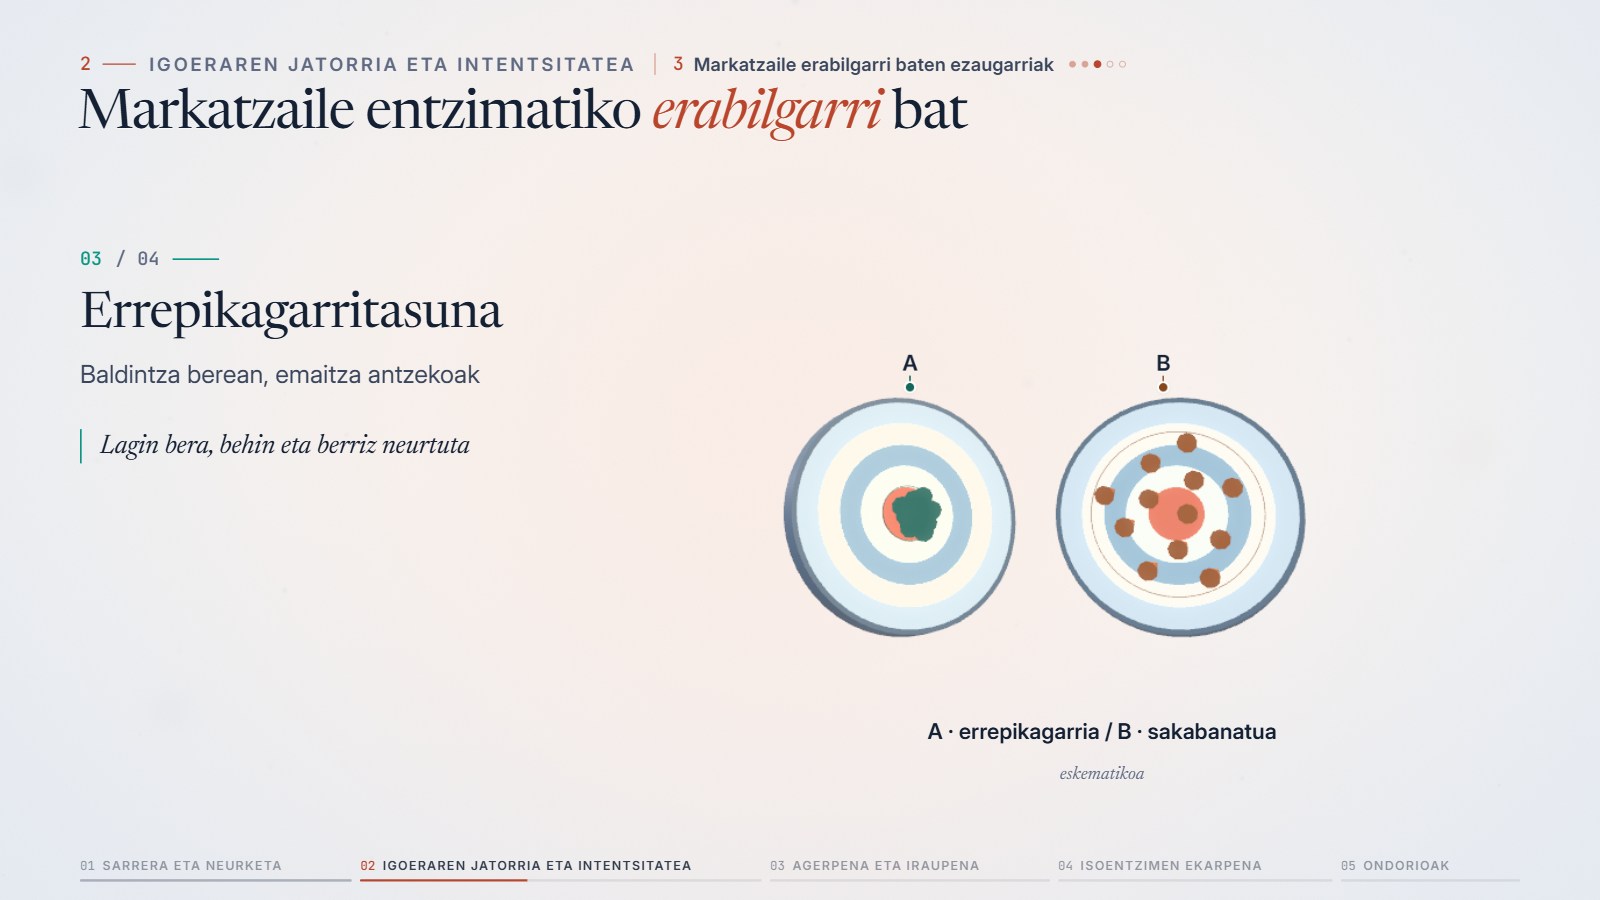 2 — IGOERAREN JATORRIA ETA INTENTSITATEA | 3 Markatzaile erabilgarri baten ezaugarriak
Markatzaile entzimatiko erabilgarri bat
03 / 04
Errepikagarritasuna
Baldintza berean, emaitza antzekoak
Lagin bera, behin eta berriz neurtuta
A B
A · errepikagarria / B · sakabanatua
eskematikoa
01 SARRERA ETA NEURKETA 02 IGOERAREN JATORRIA ETA INTENTSITATEA 03 AGERPENA ETA IRAUPENA 04 ISOENTZIMEN EKARPENA 05 ONDORIOAK